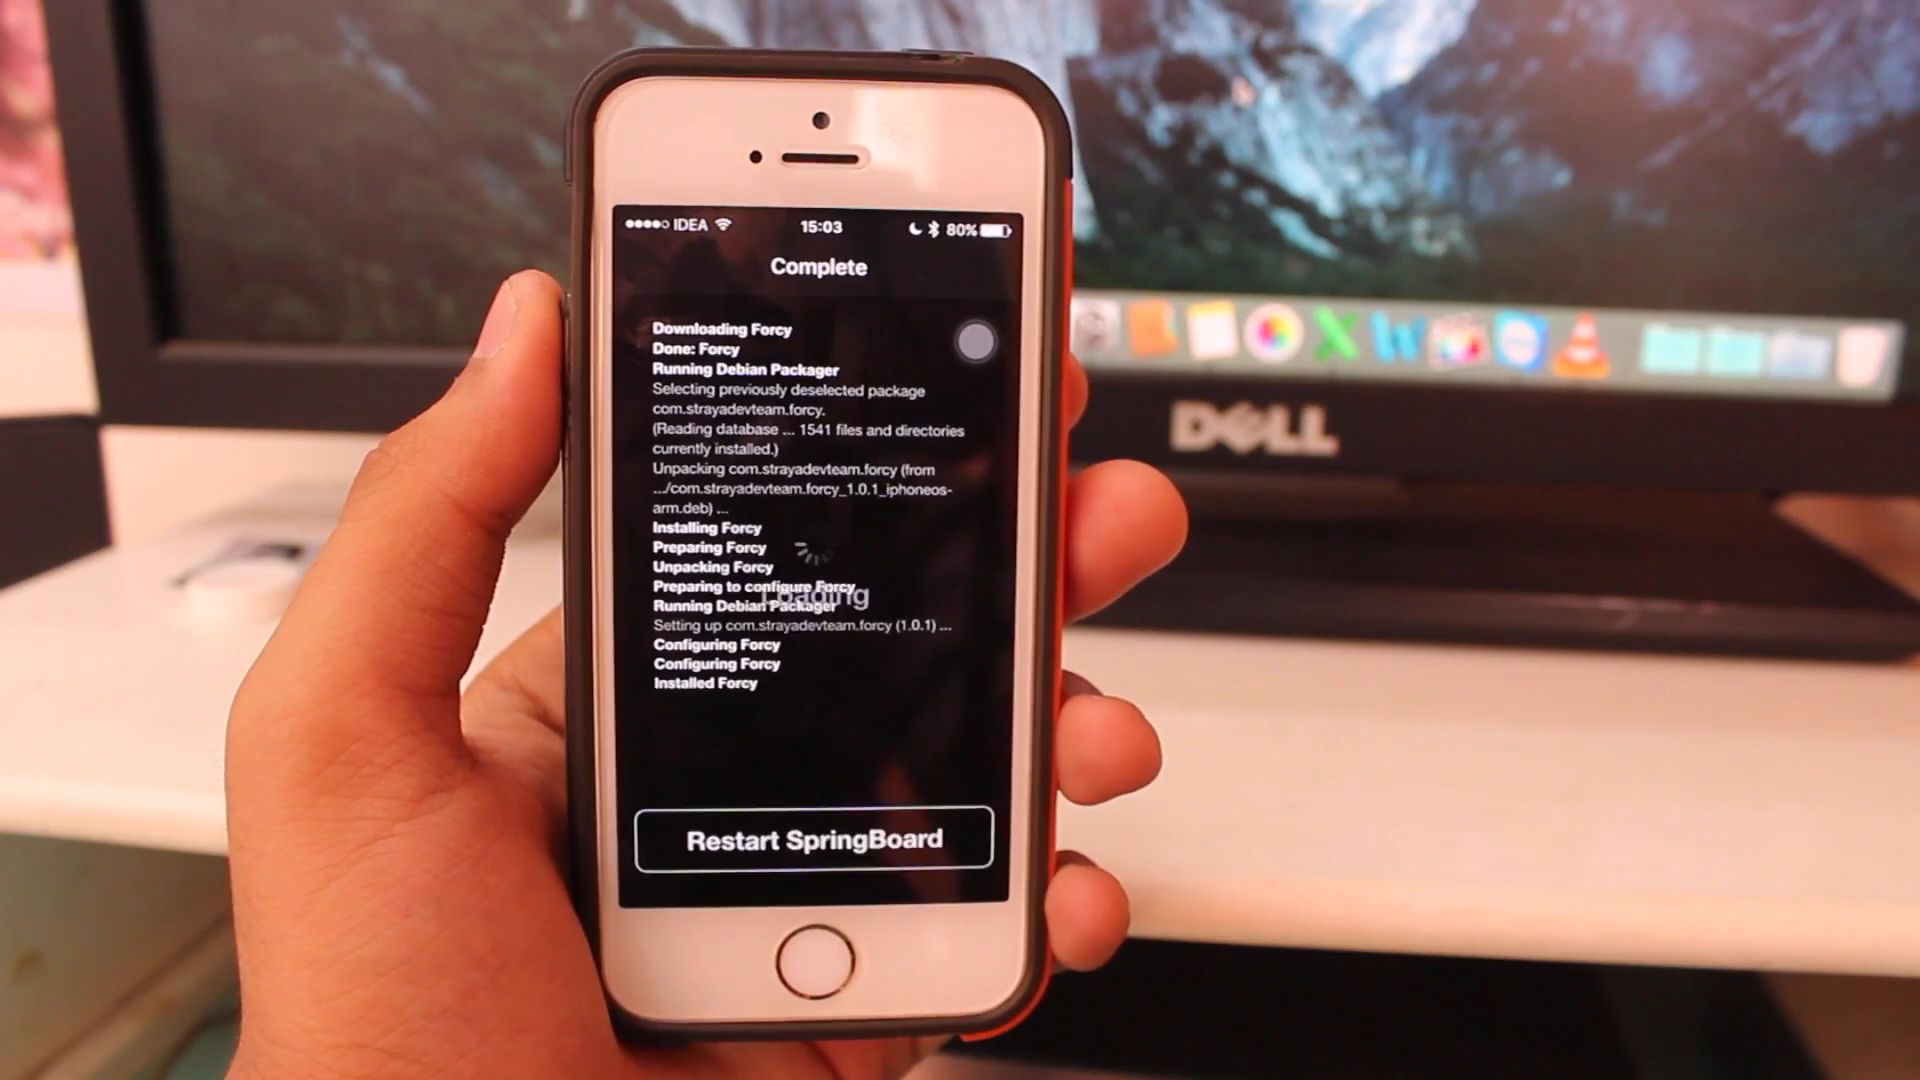 IDEA 15:03 80%
Complete
Downloading Forcy
Done: Forcy
Running Debian Packager
Selecting previously deselected package
com.strayadevteam.forcy.
(Reading database ... 1541 files and directories
currently installed.)
Unpacking com.strayadevteam.forcy (from
.../com.strayadevteam.forcy_1.0.1_iphoneos-
arm.deb) ...
Installing Forcy
Preparing Forcy
Unpacking Forcy
Preparing to configure Forcy
Loading
Running Debian Packager
Setting up com.strayadevteam.forcy (1.0.1) ...
Configuring Forcy
Configuring Forcy
Installed Forcy
Restart SpringBoard
DELL